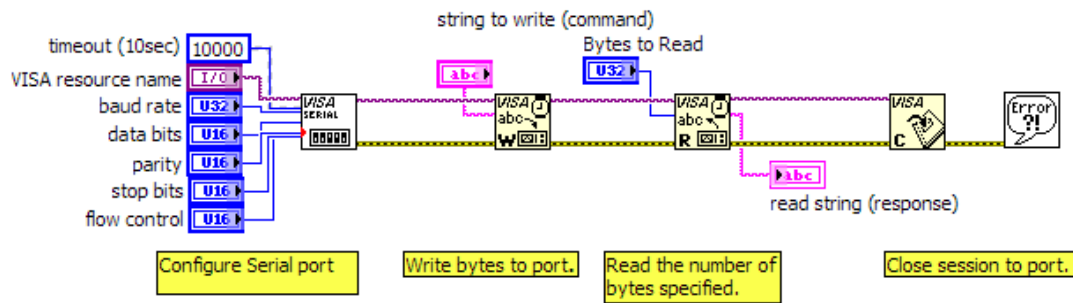 string to write (command)
timeout (10sec) 10000
Bytes to Read
VISA resource name I/O
abc
U32
baud rate U32
VISA
SERIAL
VISA
abc
W
VISA
abc
R
VISA
C
Error
?!
data bits U16
parity U16
abc
stop bits U16
read string (response)
flow control U16
Configure Serial port
Write bytes to port.
Read the number of
bytes specified.
Close session to port.